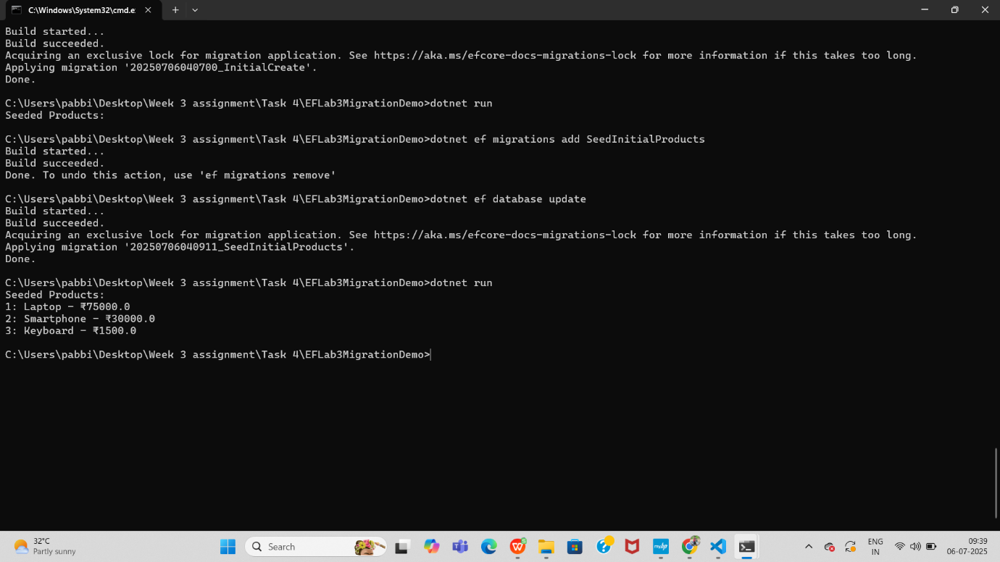 C:\Windows\System32\cmd.e
Build started...
Build succeeded.
Acquiring an exclusive lock for migration application. See https://aka.ms/efcore-docs-migrations-lock for more information if this takes too long.
Applying migration '20250706040700_InitialCreate'.
Done.
C:\Users\pabbi\Desktop\Week 3 assignment\Task 4\EFLab3MigrationDemo>dotnet run
Seeded Products:
C:\Users\pabbi\Desktop\Week 3 assignment\Task 4\EFLab3MigrationDemo>dotnet ef migrations add SeedInitialProducts
Build started...
Build succeeded.
Done. To undo this action, use 'ef migrations remove'
C:\Users\pabbi\Desktop\Week 3 assignment\Task 4\EFLab3MigrationDemo>dotnet ef database update
Build started...
Build succeeded.
Acquiring an exclusive lock for migration application. See https://aka.ms/efcore-docs-migrations-lock for more information if this takes too long.
Applying migration '20250706040911_SeedInitialProducts'.
Done.
C:\Users\pabbi\Desktop\Week 3 assignment\Task 4\EFLab3MigrationDemo>dotnet run
Seeded Products:
1: Laptop - ₹75000.0
2: Smartphone - ₹30000.0
3: Keyboard - ₹1500.0
C:\Users\pabbi\Desktop\Week 3 assignment\Task 4\EFLab3MigrationDemo>
32°C
Partly sunny
Search
myhp
ENG
IN
09:39
06-07-2025